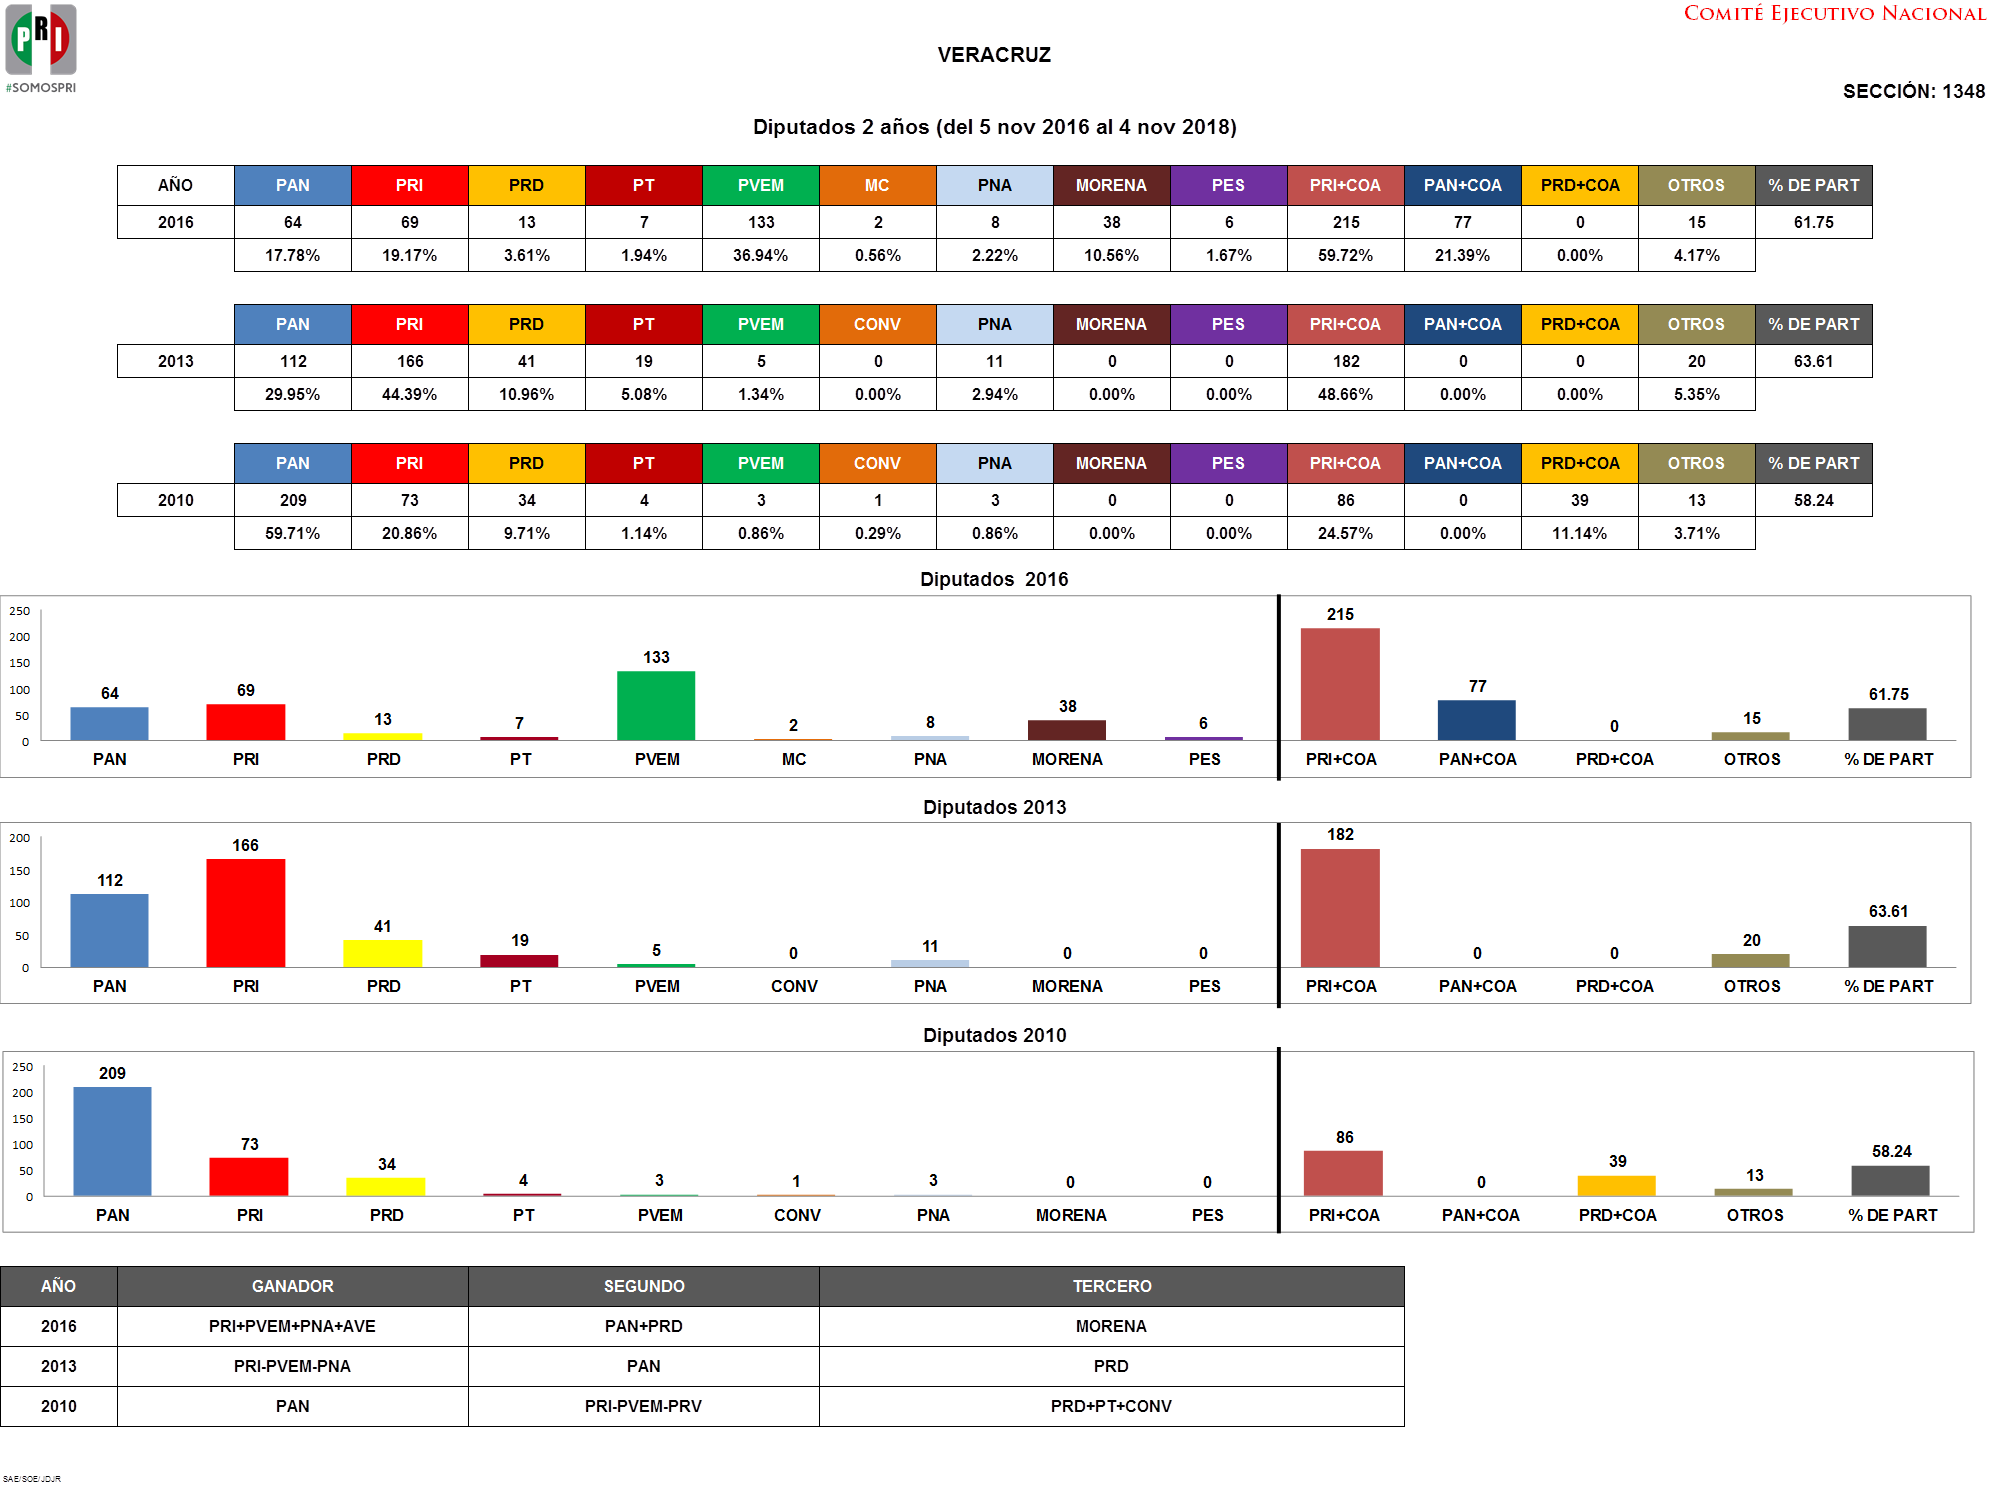 PRI
#SOMOSPRI
COMITÉ EJECUTIVO NACIONAL
VERACRUZ
SECCIÓN: 1348
Diputados 2 años (del 5 nov 2016 al 4 nov 2018)
AÑO PAN PRI PRD PT PVEM MC PNA MORENA PES PRI+COA PAN+COA PRD+COA OTROS % DE PART
2016 64 69 13 7 133 2 8 38 6 215 77 0 15 61.75
17.78% 19.17% 3.61% 1.94% 36.94% 0.56% 2.22% 10.56% 1.67% 59.72% 21.39% 0.00% 4.17%
PAN PRI PRD PT PVEM CONV PNA MORENA PES PRI+COA PAN+COA PRD+COA OTROS % DE PART
2013 112 166 41 19 5 0 11 0 0 182 0 0 20 63.61
29.95% 44.39% 10.96% 5.08% 1.34% 0.00% 2.94% 0.00% 0.00% 48.66% 0.00% 0.00% 5.35%
PAN PRI PRD PT PVEM CONV PNA MORENA PES PRI+COA PAN+COA PRD+COA OTROS % DE PART
2010 209 73 34 4 3 1 3 0 0 86 0 39 13 58.24
59.71% 20.86% 9.71% 1.14% 0.86% 0.29% 0.86% 0.00% 0.00% 24.57% 0.00% 11.14% 3.71%
Diputados 2016
250
200
150
100
50
0
64 69 13 7 133 2 8 38 6 215 77 0 15 61.75
PAN PRI PRD PT PVEM MC PNA MORENA PES PRI+COA PAN+COA PRD+COA OTROS % DE PART
Diputados 2013
200
150
100
50
0
112 166 41 19 5 0 11 0 0 182 0 0 20 63.61
PAN PRI PRD PT PVEM CONV PNA MORENA PES PRI+COA PAN+COA PRD+COA OTROS % DE PART
Diputados 2010
250
200
150
100
50
0
209 73 34 4 3 1 3 0 0 86 0 39 13 58.24
PAN PRI PRD PT PVEM CONV PNA MORENA PES PRI+COA PAN+COA PRD+COA OTROS % DE PART
AÑO GANADOR SEGUNDO TERCERO
2016 PRI+PVEM+PNA+AVE PAN+PRD MORENA
2013 PRI-PVEM-PNA PAN PRD
2010 PAN PRI-PVEM-PRV PRD+PT+CONV
SAE/SOE/JDJR